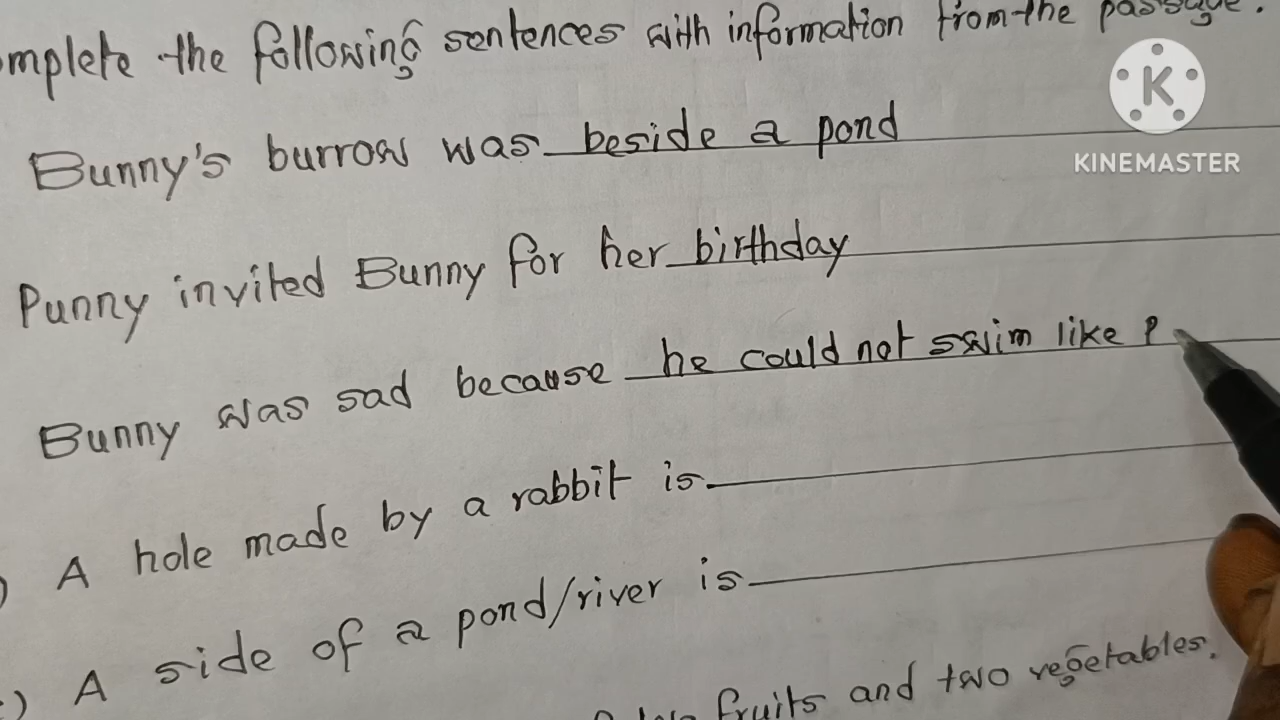 mplete the following sentences with information from the passage.
K
KINEMASTER
Bunny's burrow was beside a pond
Punny invited Bunny for her birthday
Bunny was sad because he could not swim like P
) A hole made by a rabbit is
) A side of a pond/river is
fruits and two vegetables.